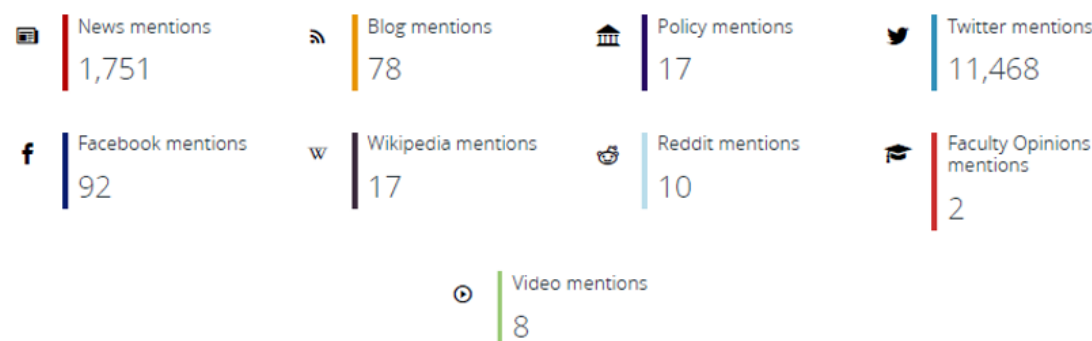 News mentions
1,751
Blog mentions
78
Policy mentions
17
Twitter mentions
11,468
Facebook mentions
92
W
Wikipedia mentions
17
Reddit mentions
10
Faculty Opinions
mentions
2
Video mentions
8